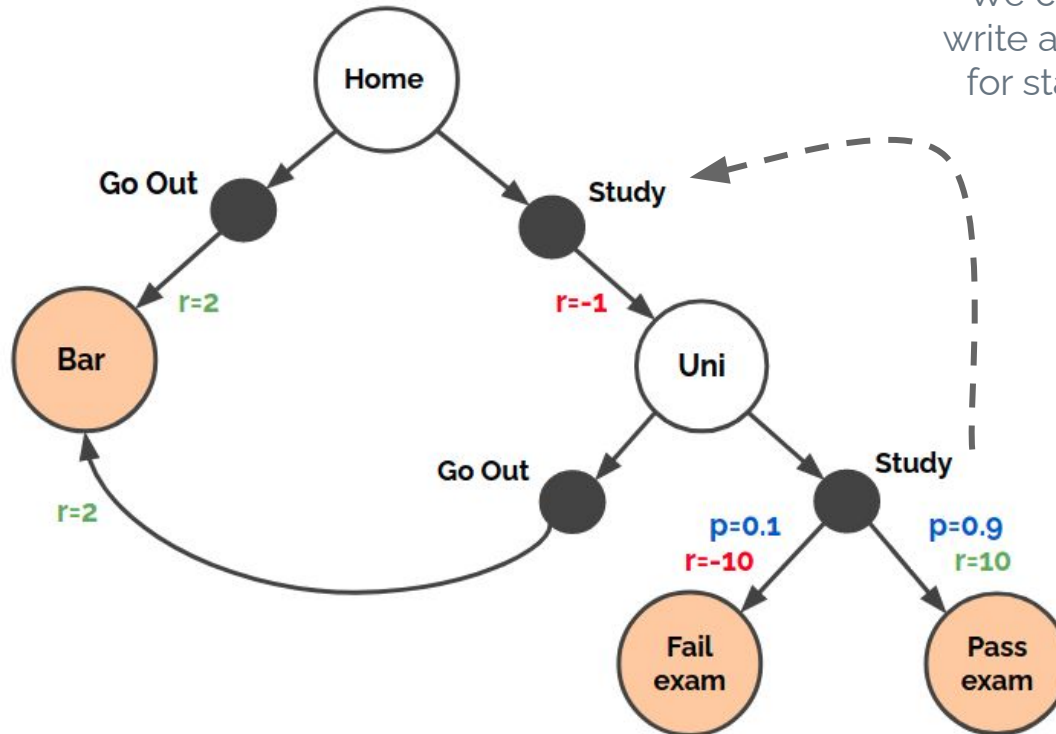 write a
for sta
Home
Go Out
Study
r=2
r=-1
Bar
Uni
Go Out
Study
r=2
p=0.1
r=-10
p=0.9
r=10
Fail
exam
Pass
exam